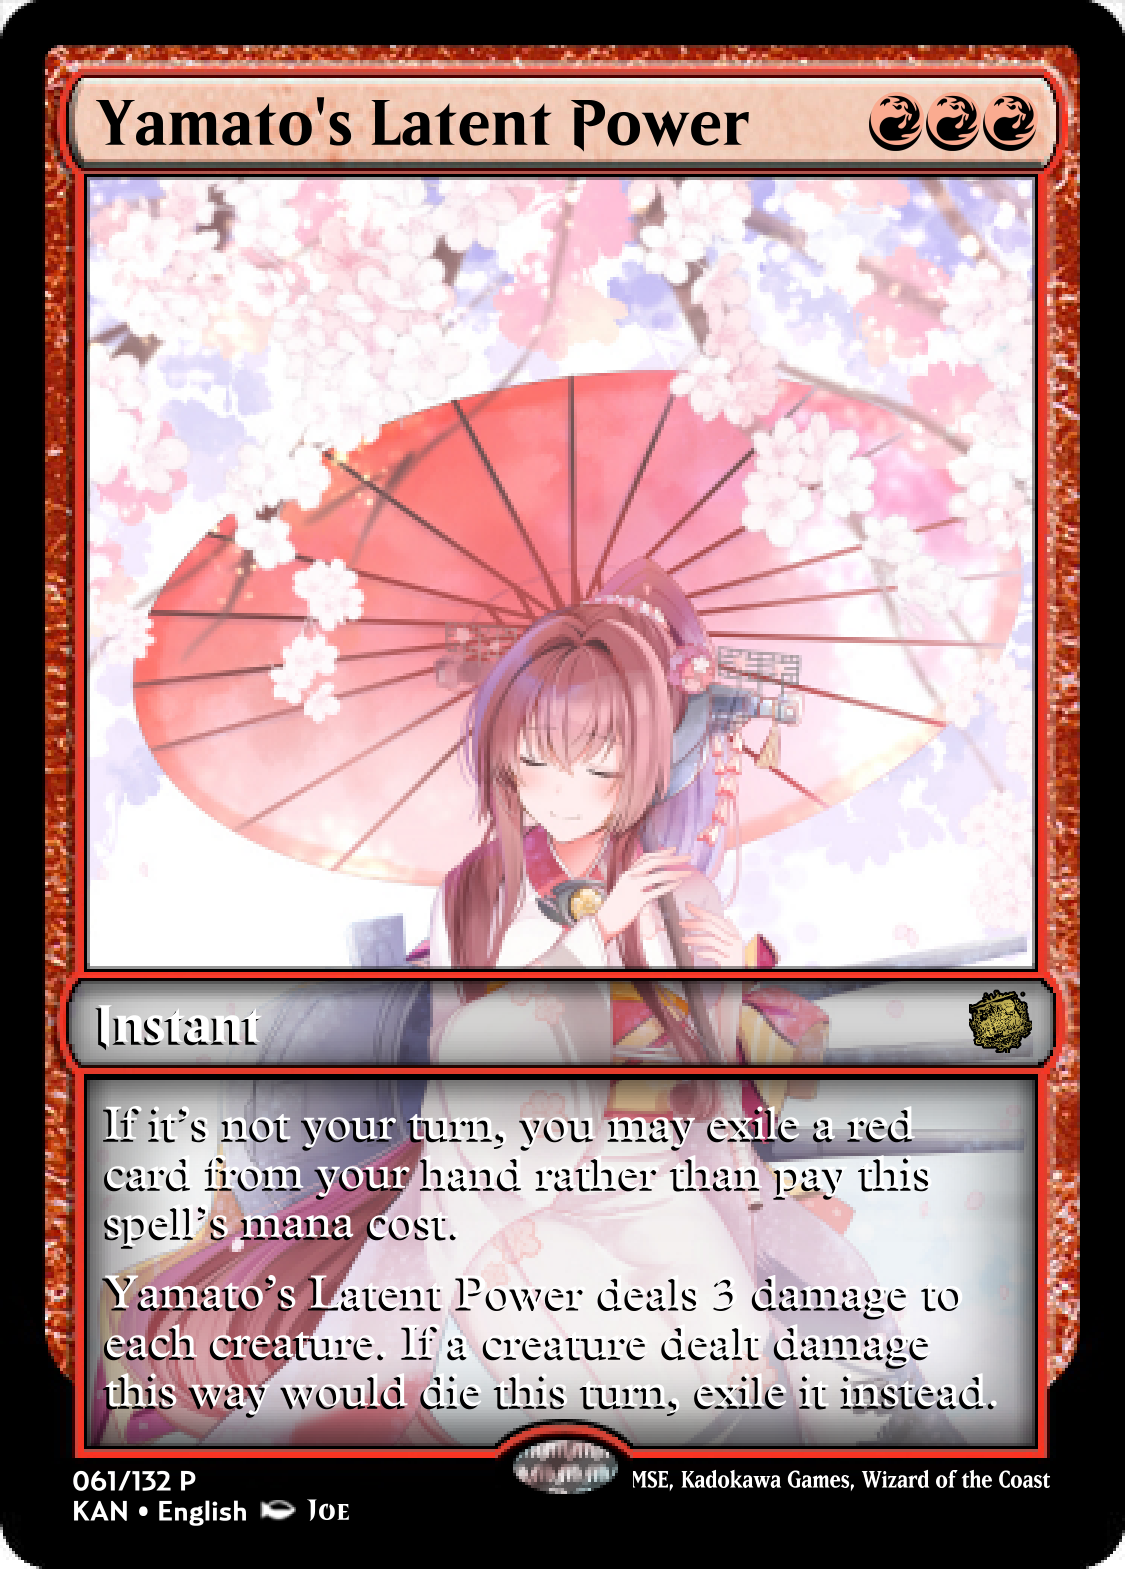 Yamato's Latent Power
Instant
If it's not your turn, you may exile a red
card from your hand rather than pay this
spell's mana cost.
Yamato's Latent Power deals 3 damage to
each creature. If a creature dealt damage
this way would die this turn, exile it instead.
061/132 P
MSE, Kadokawa Games, Wizard of the Coast
KAN • English Joe